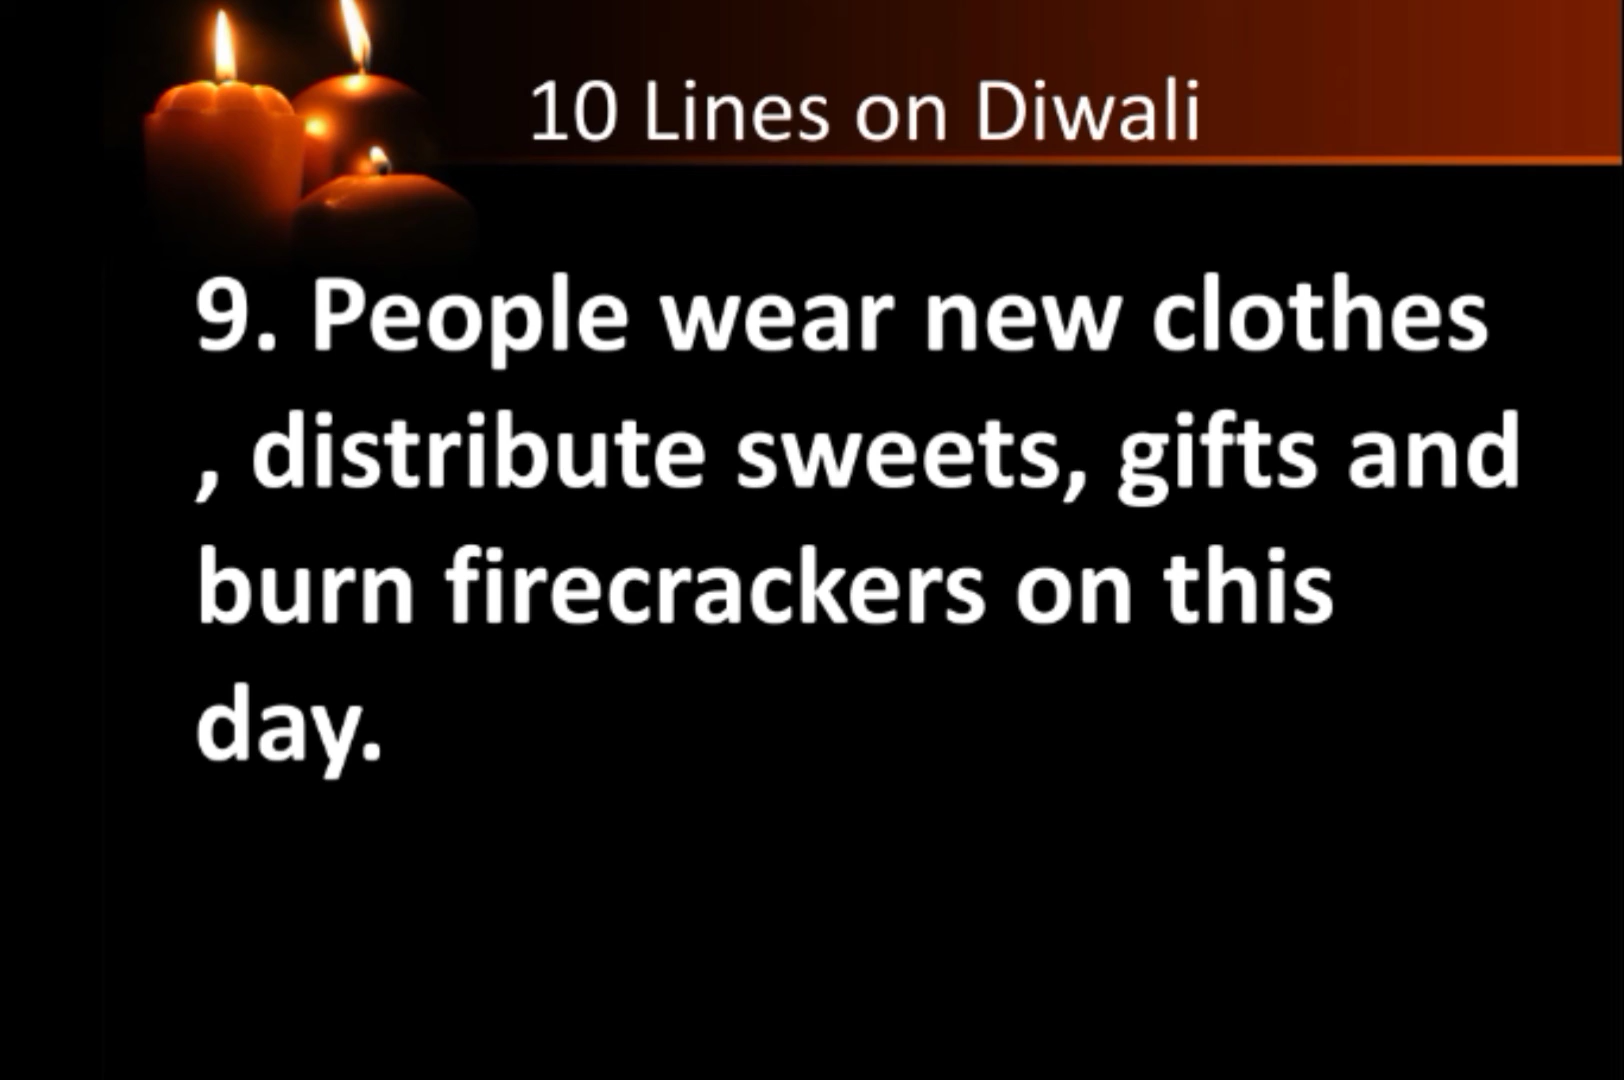 10 Lines on Diwali
9. People wear new clothes
, distribute sweets, gifts and
burn firecrackers on this
day.